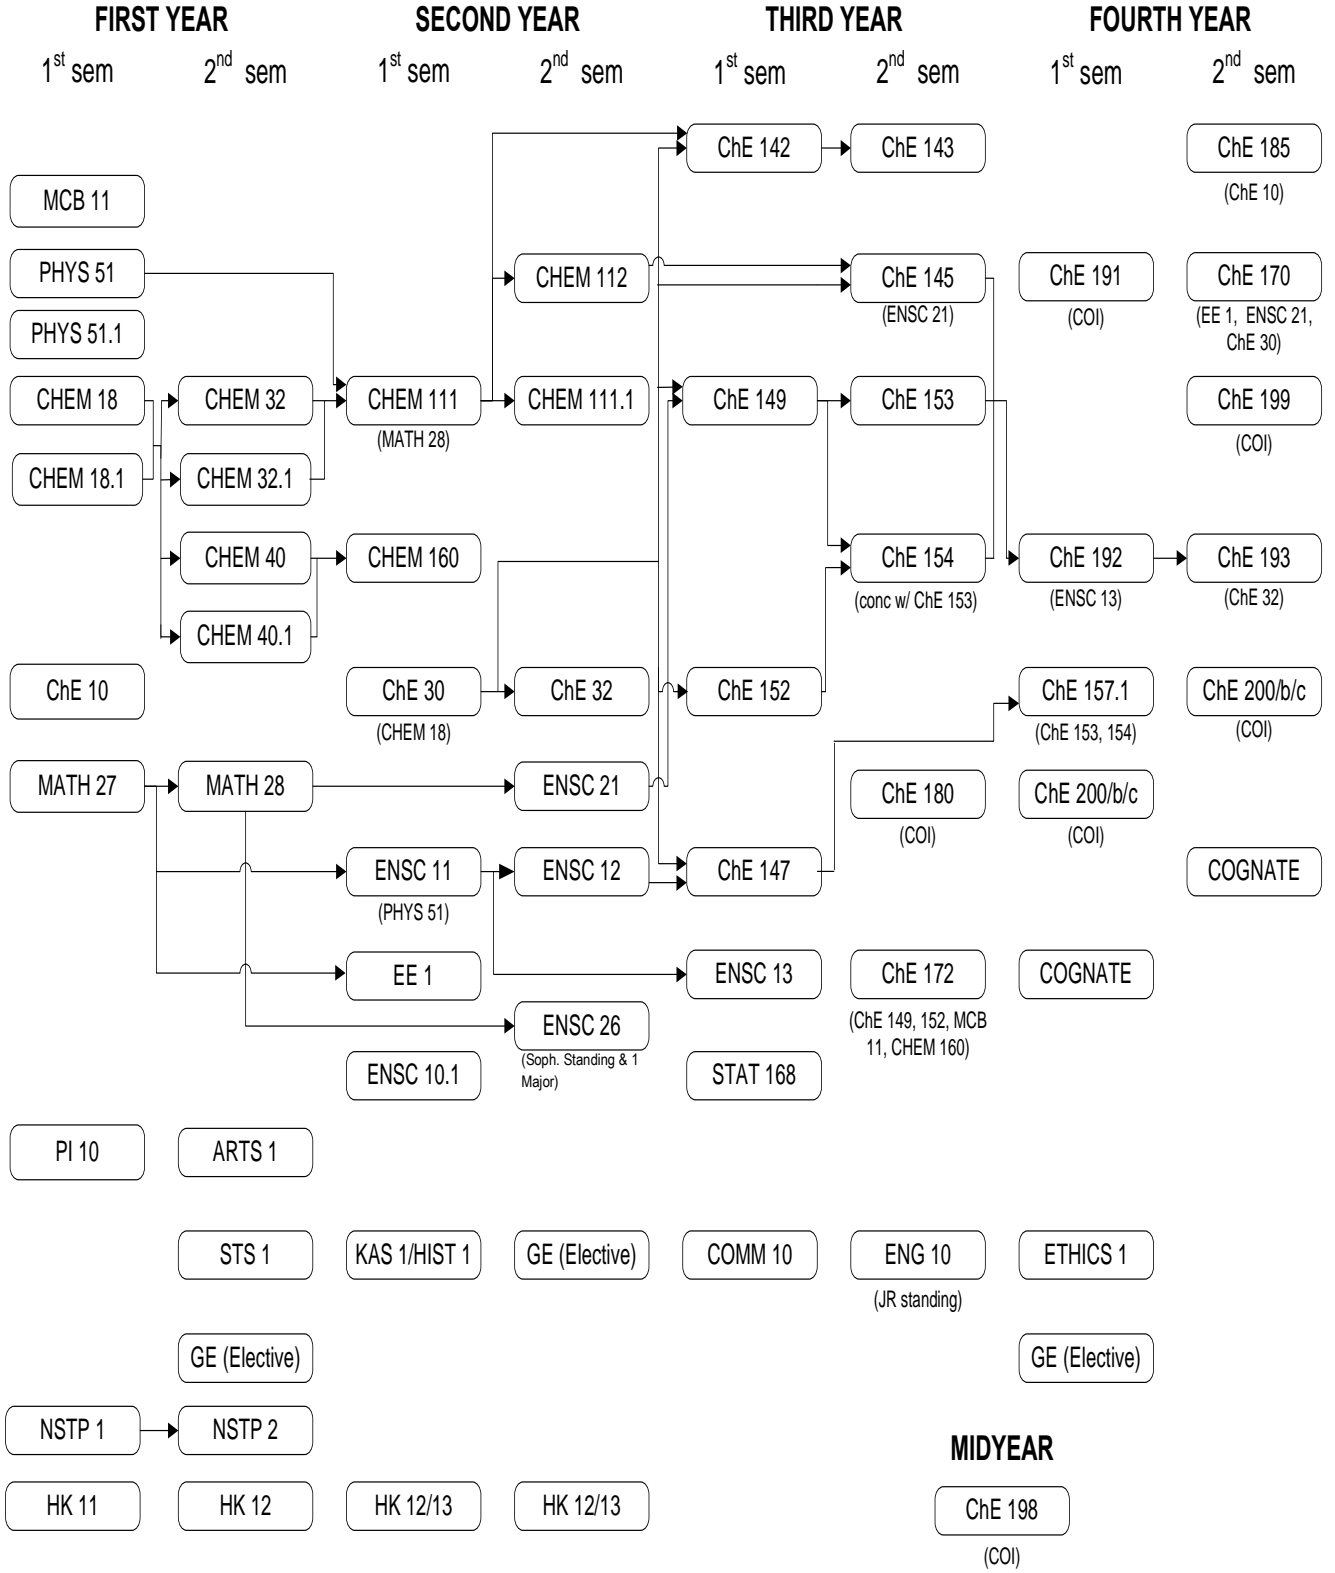 FIRST YEAR SECOND YEAR THIRD YEAR FOURTH YEAR
1st sem 2nd sem 1st sem 2nd sem 1st sem 2nd sem 1st sem 2nd sem
ChE 142 ChE 143 ChE 185
MCB 11 (ChE 10)
PHYS 51 CHEM 112 ChE 145 ChE 191 ChE 170
(ENSC 21) (COI) (EE 1, ENSC 21,
PHYS 51.1 ChE 30)
CHEM 18 CHEM 32 CHEM 111 CHEM 111.1 ChE 149 ChE 153 ChE 199
(MATH 28) (COI)
CHEM 18.1 CHEM 32.1
CHEM 40 CHEM 160 ChE 154 ChE 192 ChE 193
(conc w/ ChE 153) (ENSC 13) (ChE 32)
CHEM 40.1
ChE 10 ChE 30 ChE 32 ChE 152 ChE 157.1 ChE 200/b/c
(CHEM 18) (ChE 153, 154) (COI)
MATH 27 MATH 28 ENSC 21 ChE 180 ChE 200/b/c
(COI) (COI)
ENSC 11 ENSC 12 ChE 147 COGNATE
(PHYS 51)
EE 1 ENSC 13 ChE 172 COGNATE
ENSC 26 (ChE 149, 152, MCB
11, CHEM 160)
(Soph. Standing & 1
Major)
ENSC 10.1 STAT 168
PI 10 ARTS 1
STS 1 KAS 1/HIST 1 GE (Elective) COMM 10 ENG 10 ETHICS 1
(JR standing)
GE (Elective) GE (Elective)
NSTP 1 NSTP 2
MIDYEAR
HK 11 HK 12 HK 12/13 HK 12/13 ChE 198
(COI)